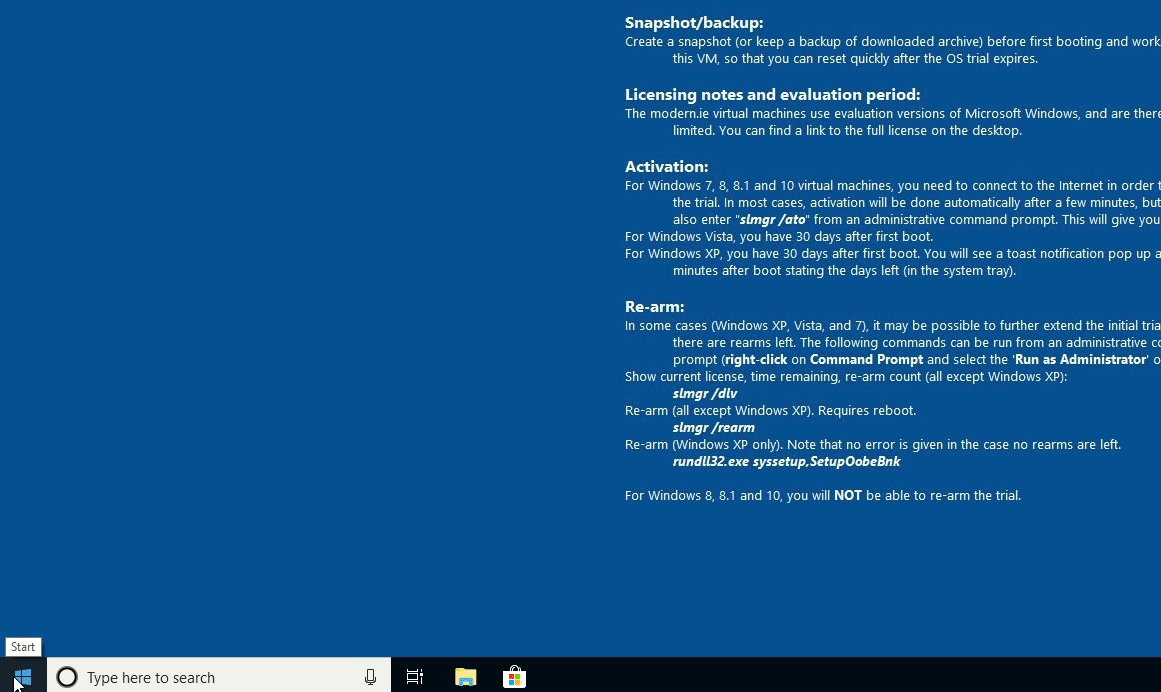 Snapshot/backup:
Create a snapshot (or keep a backup of downloaded archive) before first booting and work
this VM, so that you can reset quickly after the OS trial expires.
Licensing notes and evaluation period:
The modern.ie virtual machines use evaluation versions of Microsoft Windows, and are there
limited. You can find a link to the full license on the desktop.
Activation:
For Windows 7, 8, 8.1 and 10 virtual machines, you need to connect to the Internet in order t
the trial. In most cases, activation will be done automatically after a few minutes, but
also enter "slmgr /ato" from an administrative command prompt. This will give you
For Windows Vista, you have 30 days after first boot.
For Windows XP, you have 30 days after first boot. You will see a toast notification pop up a
minutes after boot stating the days left (in the system tray).
Re-arm:
In some cases (Windows XP, Vista, and 7), it may be possible to further extend the initial tria
there are rearms left. The following commands can be run from an administrative co
prompt (right-click on Command Prompt and select the 'Run as Administrator' o
Show current license, time remaining, re-arm count (all except Windows XP):
slmgr /dlv
Re-arm (all except Windows XP). Requires reboot.
slmgr /rearm
Re-arm (Windows XP only). Note that no error is given in the case no rearms are left.
rundll32.exe syssetup,SetupOobeBnk
For Windows 8, 8.1 and 10, you will NOT be able to re-arm the trial.
Start
Type here to search